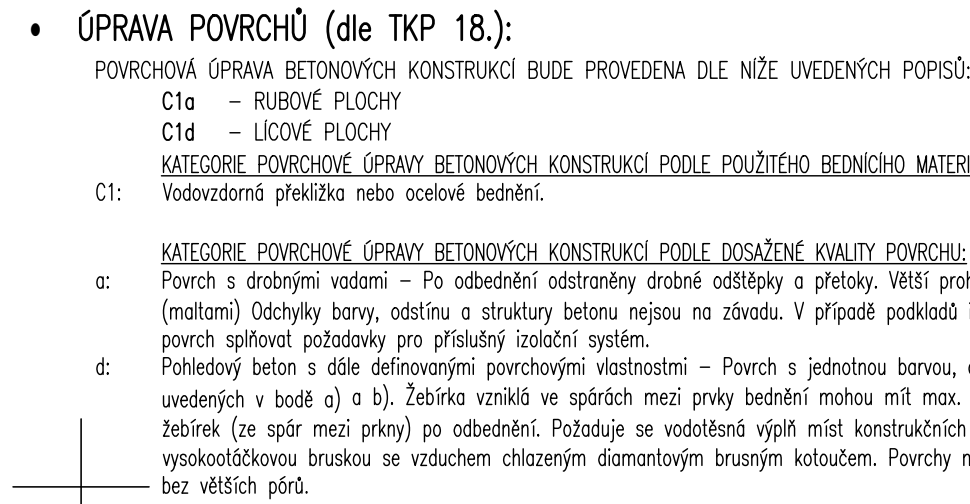 • ÚPRAVA POVRCHŮ (dle TKP 18.):
POVRCHOVÁ ÚPRAVA BETONOVÝCH KONSTRUKCÍ BUDE PROVEDENA DLE NÍŽE UVEDENÝCH POPISŮ:
C1a – RUBOVÉ PLOCHY
C1d – LÍCOVÉ PLOCHY
KATEGORIE POVRCHOVÉ ÚPRAVY BETONOVÝCH KONSTRUKCÍ PODLE POUŽITÉHO BEDNÍCÍHO
C1: Vodovzdorná překližka nebo ocelové bednění.
KATEGORIE POVRCHOVÉ ÚPRAVY BETONOVÝCH KONSTRUKCÍ PODLE DOSAŽENÉ KVALITY POVRCHU:
a: Povrch s drobnými vadami – Po odbednění odstraněny drobné odštěpky a přetoky. Větší
(maltami) Odchylky barvy, odstínu a struktury betonu nejsou na závadu. V případě podkladů
povrch splňovat požadavky pro příslušný izolační systém.
d: Pohledový beton s dále definovanými povrchovými vlastnostmi – Povrch s jednotnou barvou,
uvedených v bodě a) a b). Žebírka vzniklá ve spárách mezi prvky bednění mohou mít max.
žebírek (ze spár mezi prkny) po odbednění. Požaduje se vodotěsná výplň míst konstrukčních
vysokootáčkovou bruskou se vzduchem chlazeným diamantovým brusným kotoučem. Povrchy
bez větších pórů.